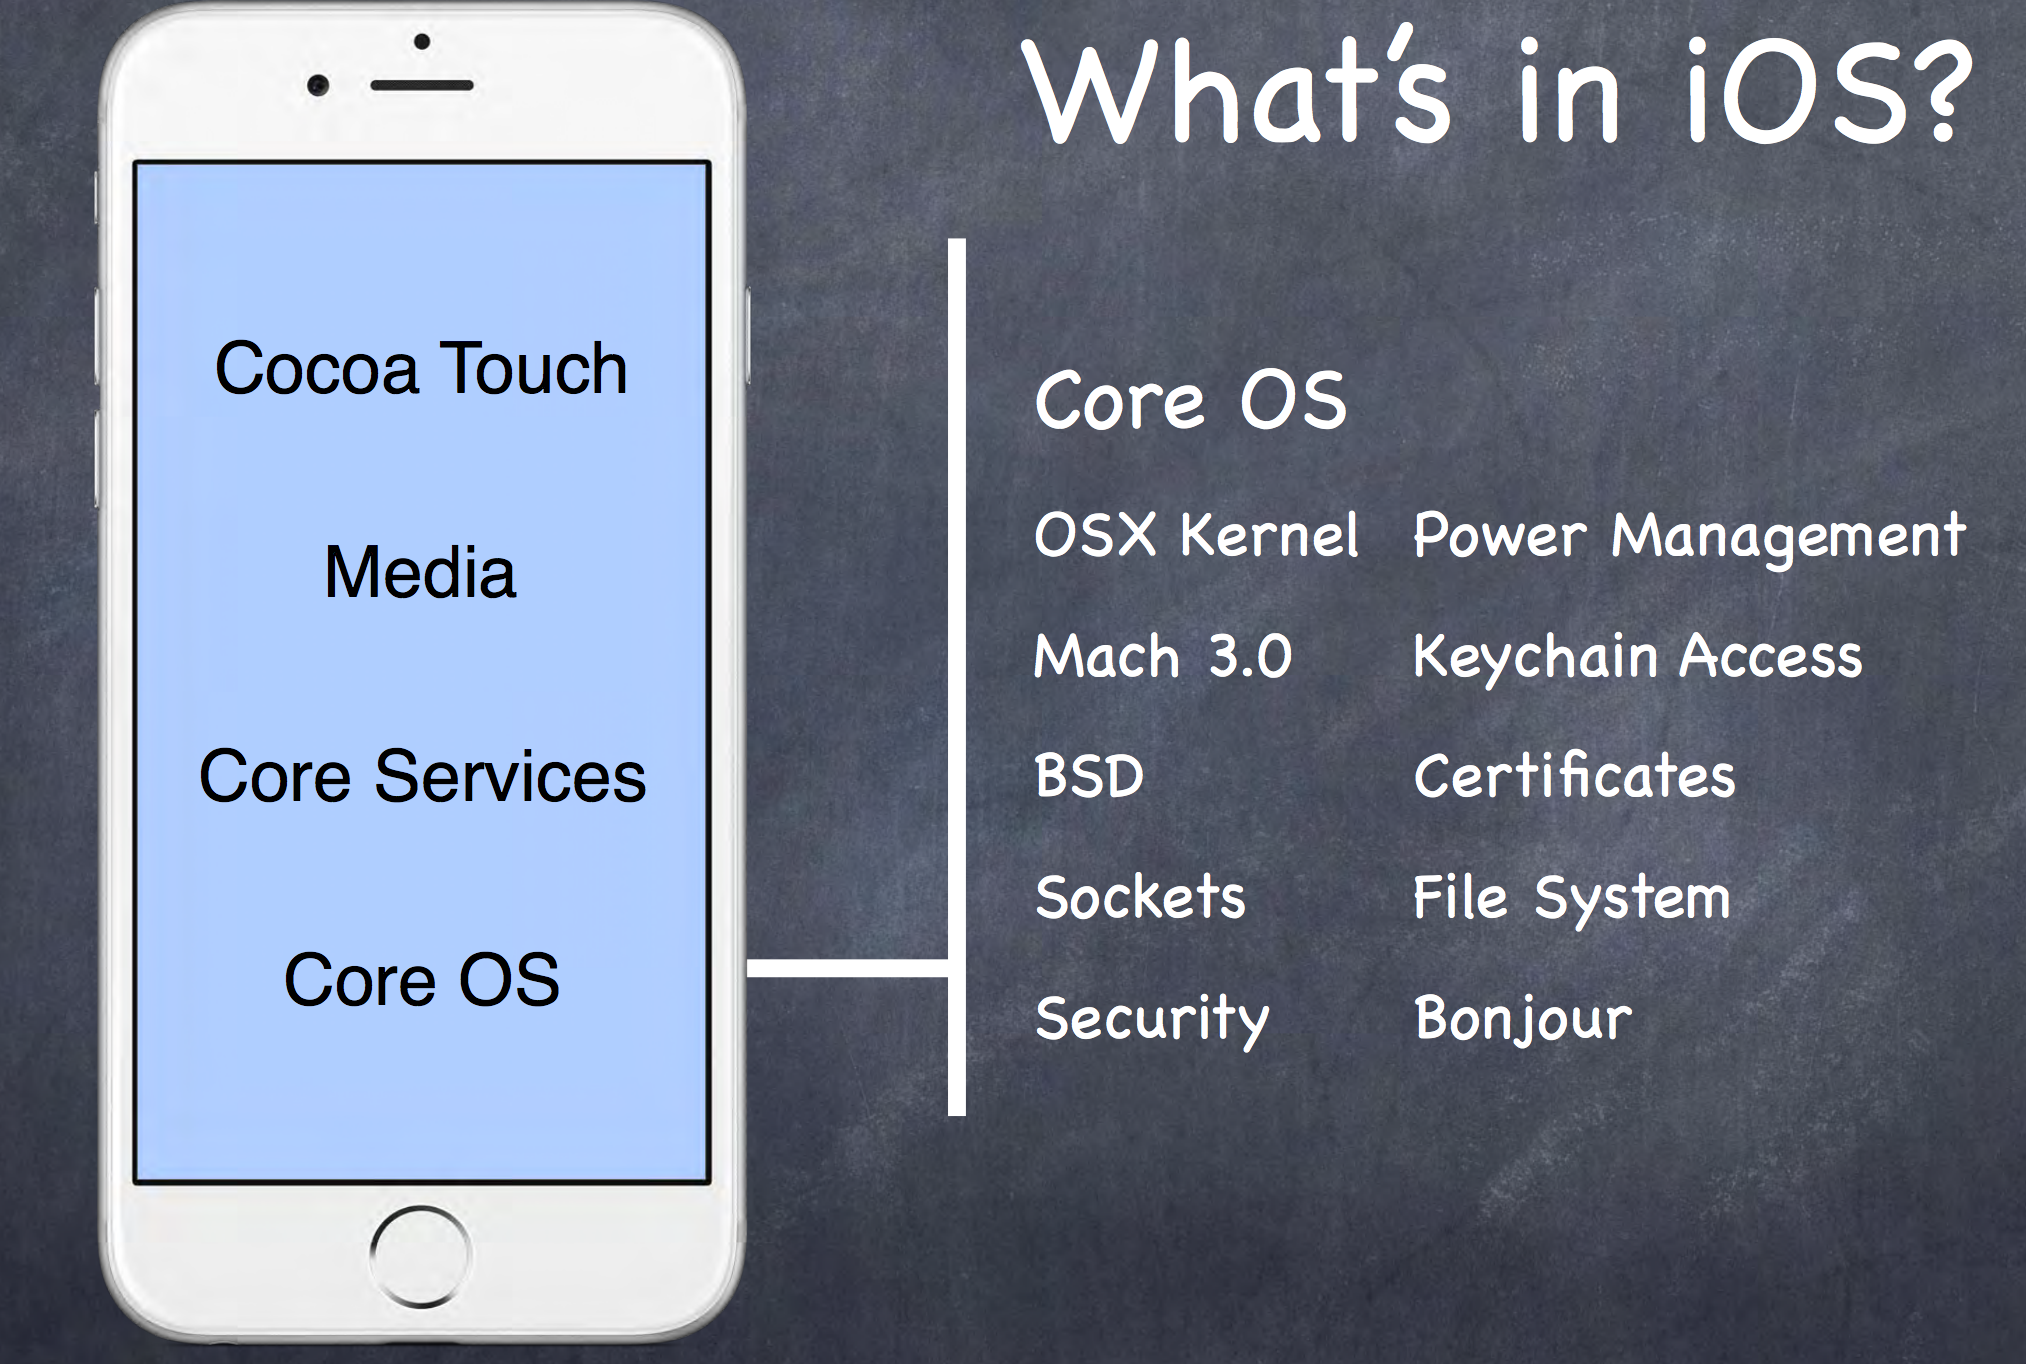 What's in iOS?
Cocoa Touch
Media
Core Services
Core OS
Core OS
OSX Kernel
Power Management
Mach 3.0
Keychain Access
BSD
Certificates
Sockets
File System
Security
Bonjour